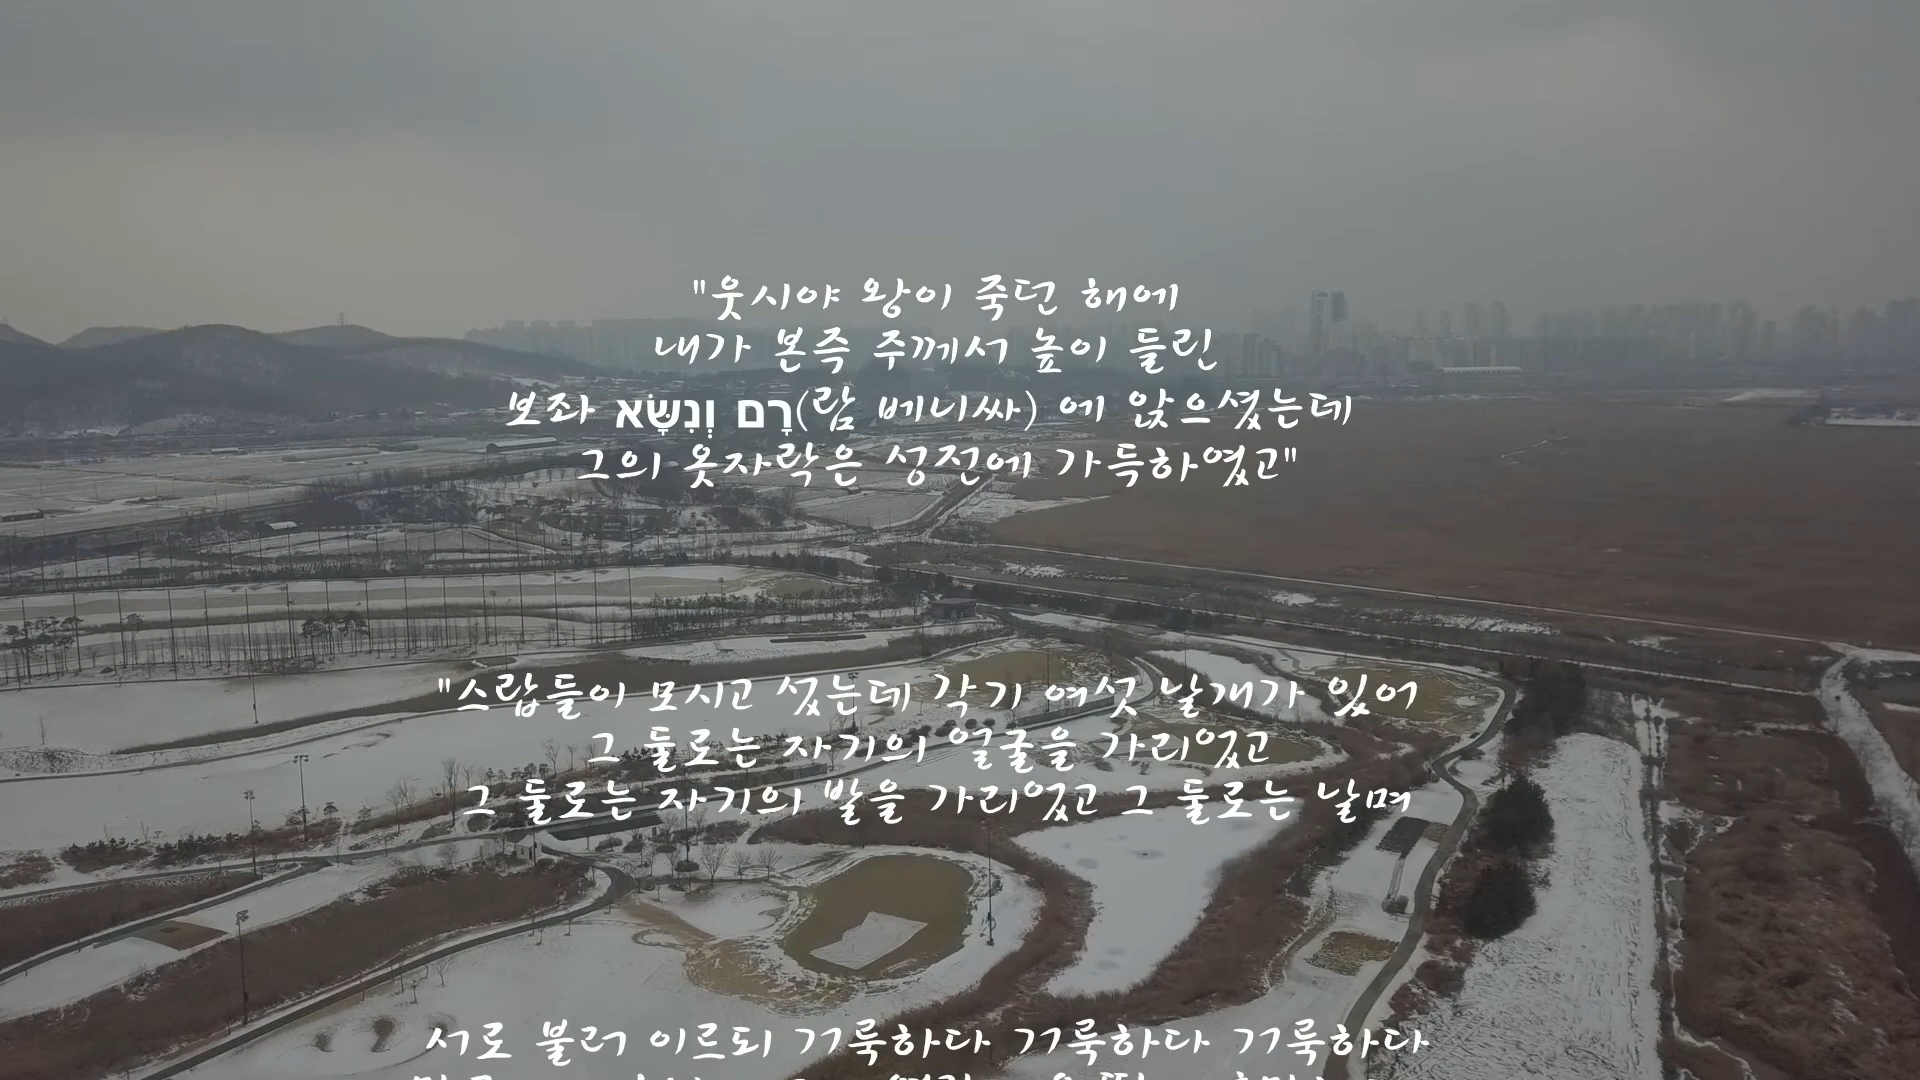 "웃시야 왕이 죽던 해에
내가 본즉 주께서 높이 들린
보좌 רָם וְנִשָּׂא(람 베니싸) 에 앉으셨는데
그의 옷자락은 성전에 가득하였고"
"스랍들이 모시고 섰는데 각기 여섯 날개가 있어
그 둘로는 자기의 얼굴을 가리었고
그 둘로는 자기의 발을 가리었고 그 둘로는 날며
서로 불러 이르되 거룩하다 거룩하다 거룩하다